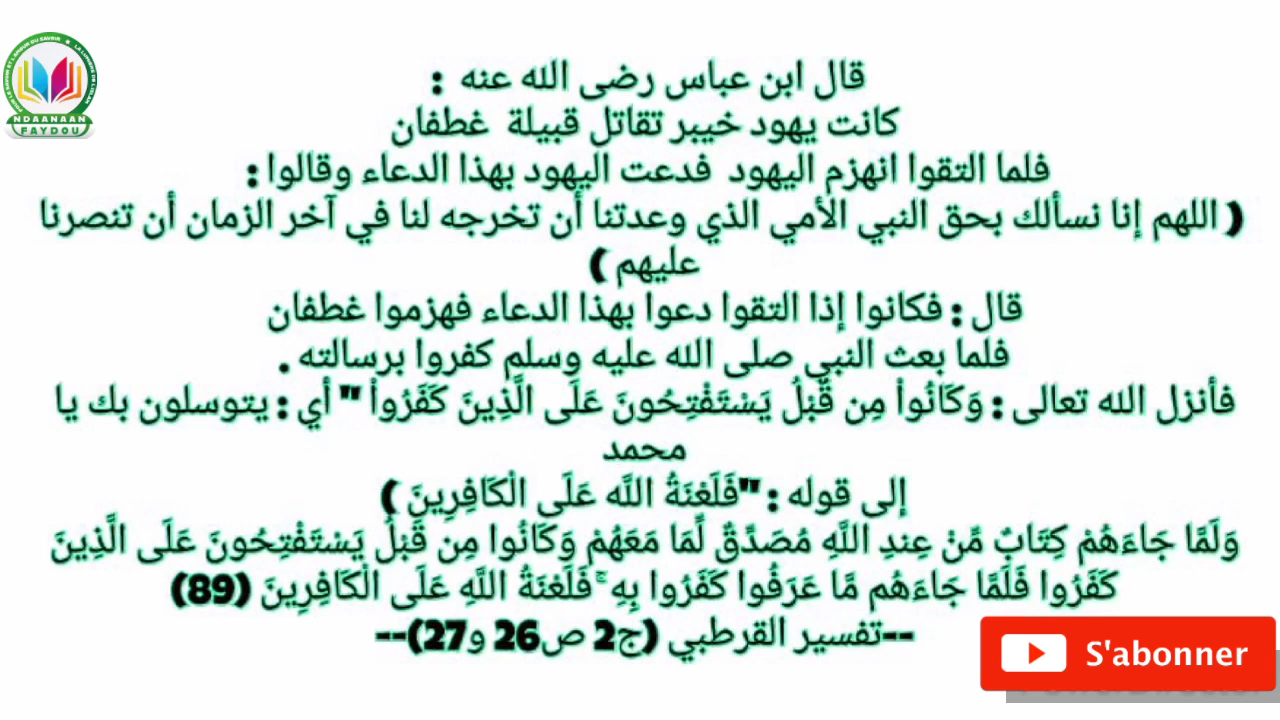 قال ابن عباس رضى الله عنه :
كانت يهود خيبر تقاتل قبيلة غطفان
فلما التقوا انهزم اليهود فدعت اليهود بهذا الدعاء وقالوا :
( اللهم إنا نسألك بحق النبي الأمي الذي وعدتنا أن تخرجه لنا في آخر الزمان أن تنصرنا
عليهم )
قال : فكانوا إذا التقوا دعوا بهذا الدعاء فهزموا غطفان
فلما بعث النبي صلى الله عليه وسلم كفروا برسالته .
فأنزل الله تعالى : وَكَانُواْ مِن قَبْلُ يَسْتَفْتِحُونَ عَلَى الَّذِينَ كَفَرُواْ " أي : يتوسلون بك يا
محمد
إلى قوله : "فَلَعْنَةُ اللَّه عَلَى الْكَافِرِينَ )
وَلَمَّا جَاءَهُمْ كِتَابٌ مِّنْ عِندِ اللَّهِ مُصَدِّقٌ لِّمَا مَعَهُمْ وَكَانُوا مِن قَبْلُ يَسْتَفْتِحُونَ عَلَى الَّذِينَ
كَفَرُوا فَلَمَّا جَاءَهُم مَّا عَرَفُوا كَفَرُوا بِهِ ۚ فَلَعْنَةُ اللَّهِ عَلَى الْكَافِرِينَ (89)
--تفسير القرطبي (ج2 ص26 و27)--
NDAANAAN
FAYDOU
S'abonner